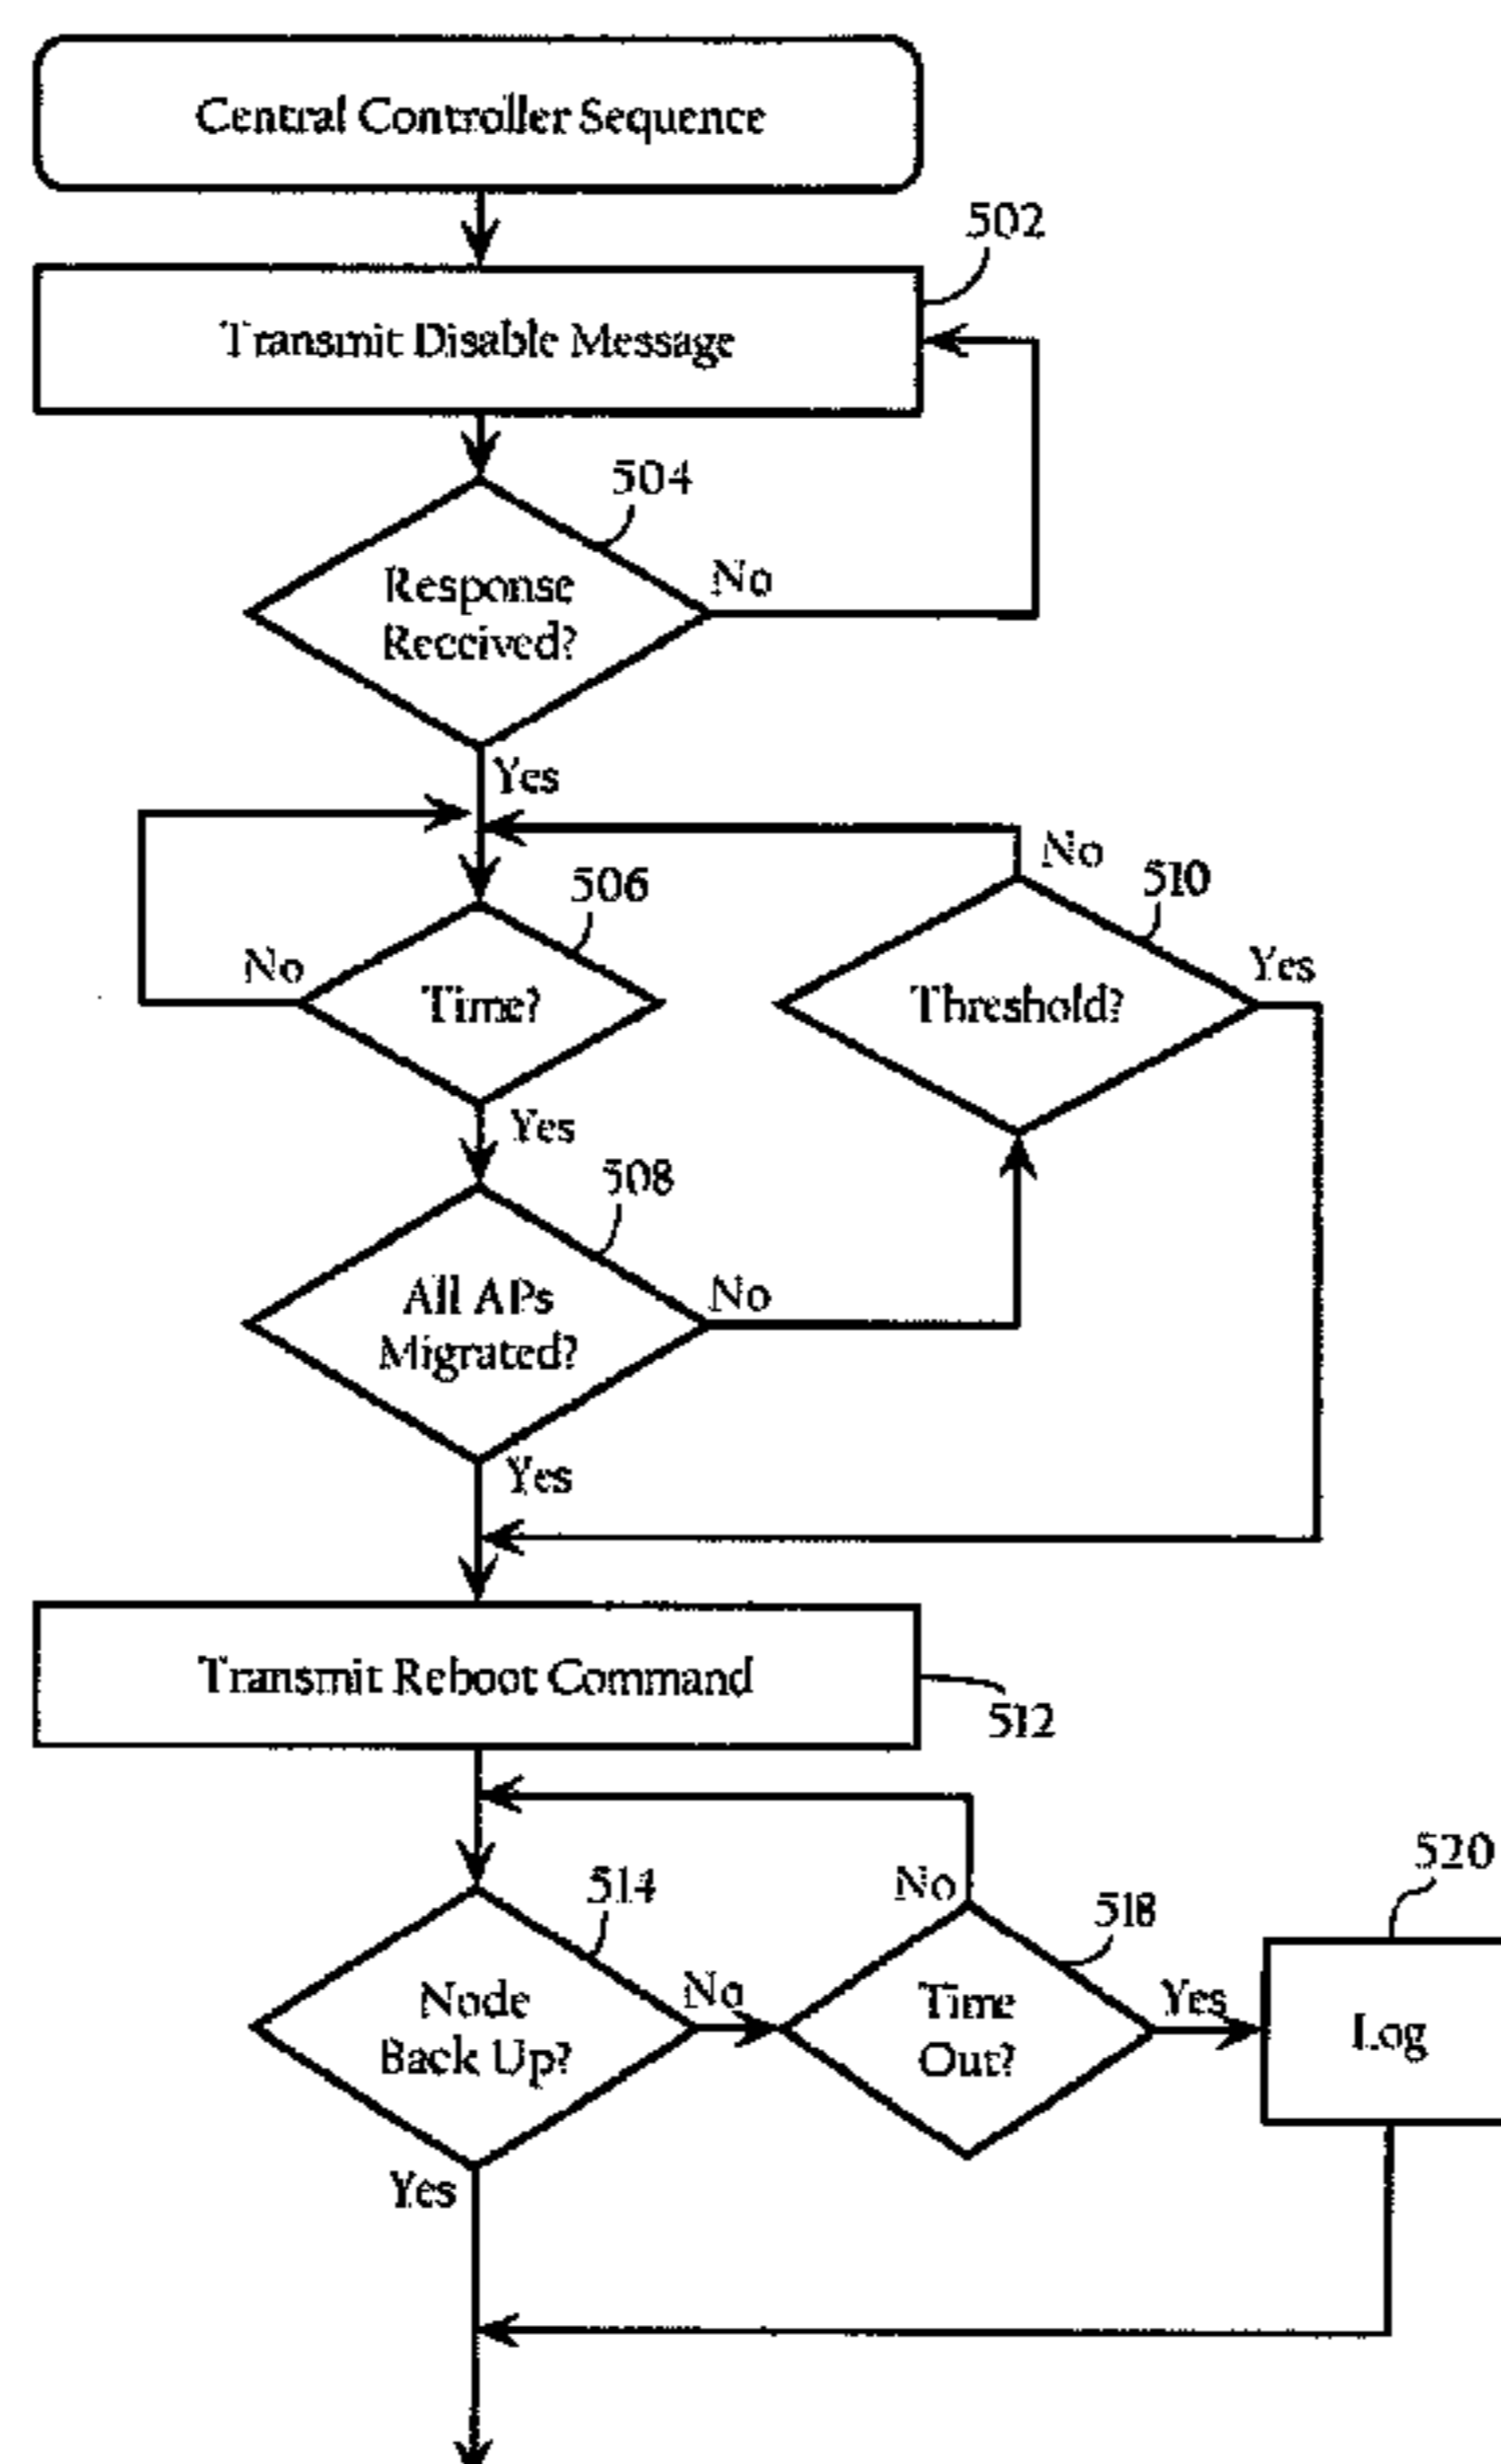 Central Controller Sequence
502
Transmit Disable Message
504
Response
Received?
No
Yes
No
510
506
No
Yes
Time?
Threshold?
Yes
508
All APs
Migrated?
No
Yes
Transmit Reboot Command
512
520
514
No
518
Node
Back Up?
No
Time
Out?
Yes
Log
Yes